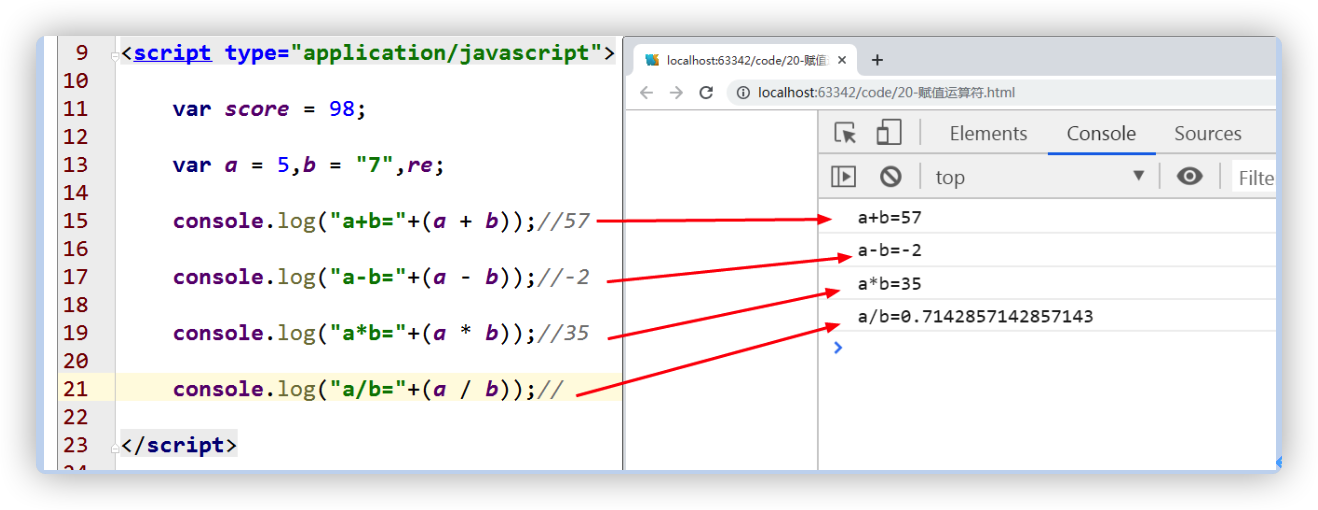 9 <script type="application/javascript">
10
11 var score = 98;
12
13 var a = 5,b = "7",re;
14
15 console.log("a+b="+(a + b));//57
16
17 console.log("a-b="+(a - b));//-2
18
19 console.log("a*b="+(a * b));//35
20
21 console.log("a/b="+(a / b));//
22
23 </script>
localhost:63342/code/20-赋值
localhost:63342/code/20-赋值运算符.html
Elements Console Sources
top Filte
a+b=57
a-b=-2
a*b=35
a/b=0.7142857142857143